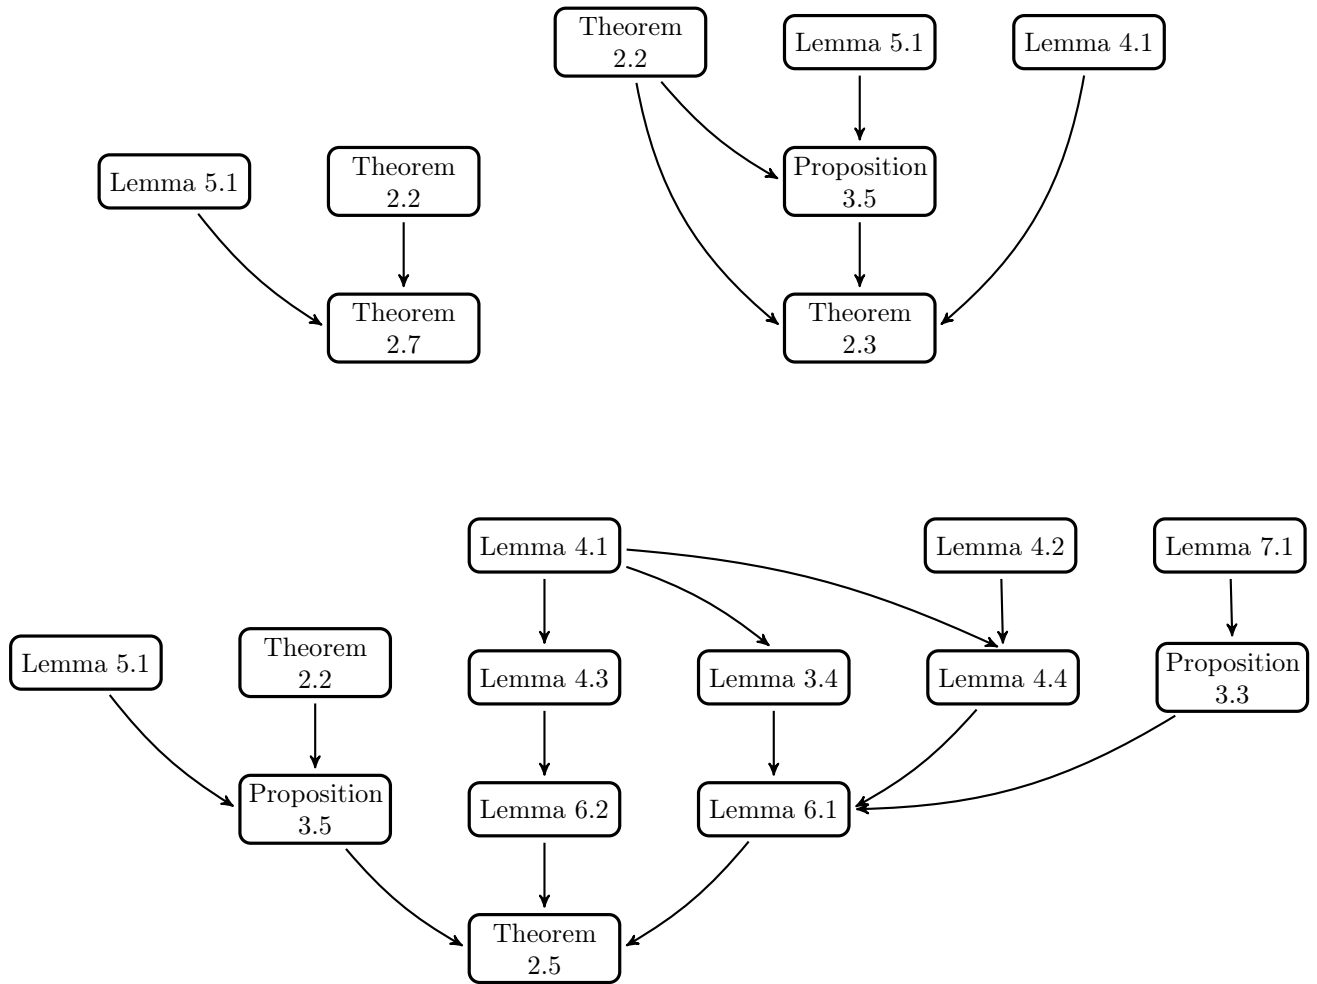 Theorem
2.2
Lemma 5.1
Lemma 4.1
Lemma 5.1
Theorem
2.2
Proposition
3.5
Theorem
2.7
Theorem
2.3
Lemma 4.1
Lemma 4.2
Lemma 7.1
Lemma 5.1
Theorem
2.2
Lemma 4.3
Lemma 3.4
Lemma 4.4
Proposition
3.3
Proposition
3.5
Lemma 6.2
Lemma 6.1
Theorem
2.5